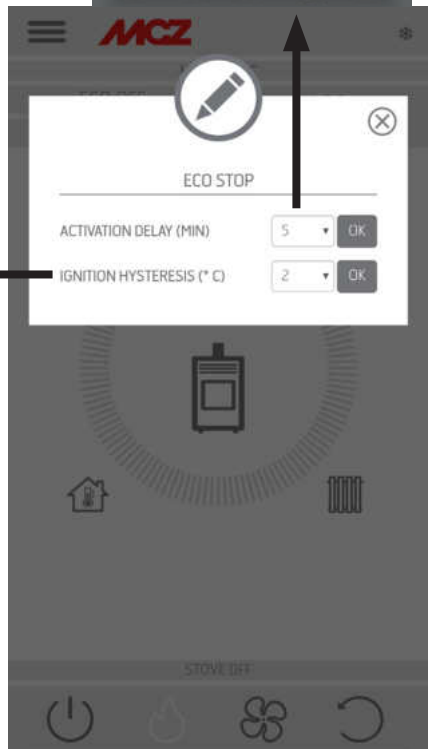 MCZ
ECO STOP
ACTIVATION DELAY (MIN) 5 OK
IGNITION HYSTERESIS (° C) 2 OK
STOVE OFF